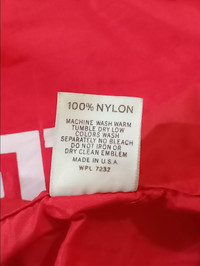 100% NYLON
MACHINE WASH WARM
TUMBLE DRY LOW
COLORS WASH
SEPARATELY NO BLEACH
DO NOT IRON OR
DRY CLEAN EMBLEM
MADE IN U.S.A.
WPL 7232